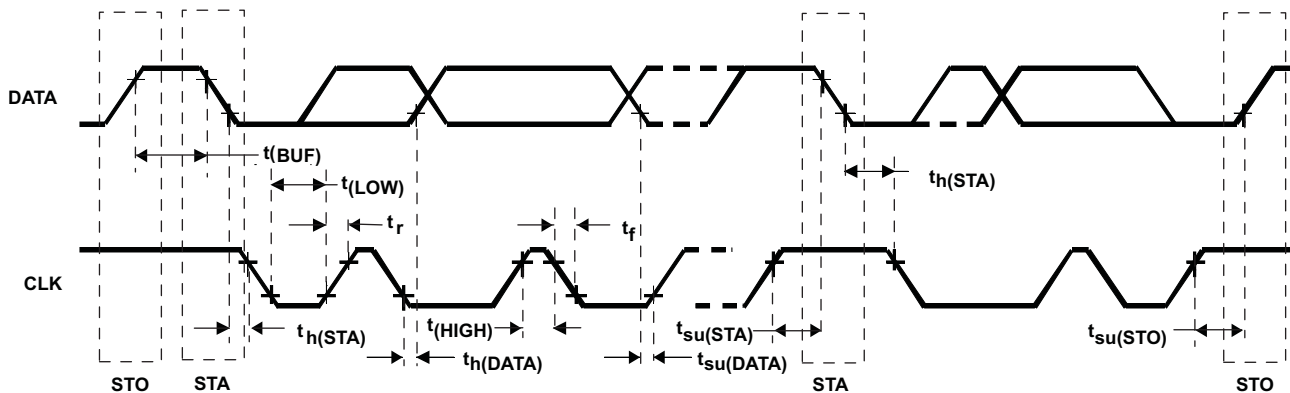 DATA
t(BUF)
t(LOW)
th(STA)
tr
tf
CLK
th(STA)
t(HIGH)
tsu(STA)
tsu(STO)
th(DATA)
tsu(DATA)
STO
STA
STA
STO